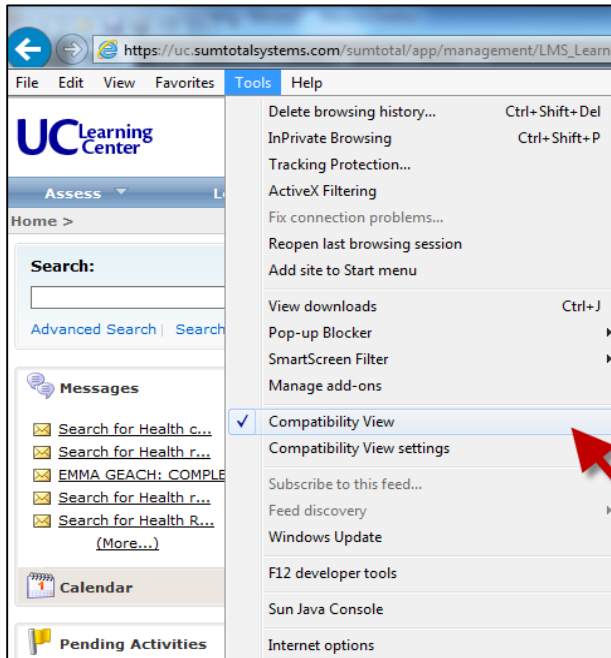 https://uc.sumtotalsystems.com/sumtotal/app/management/LMS_Learn
File Edit View Favorites Tools Help
UC Learning Center
Assess
Home >
Search:
Advanced Search | Search
Messages
Search for Health c...
Search for Health r...
EMMA GEACH: COMPLE
Search for Health r...
Search for Health R...
(More...)
1
Calendar
Pending Activities
Delete browsing history... Ctrl+Shift+Del
InPrivate Browsing Ctrl+Shift+P
Tracking Protection...
ActiveX Filtering
Fix connection problems...
Reopen last browsing session
Add site to Start menu
View downloads Ctrl+J
Pop-up Blocker
SmartScreen Filter
Manage add-ons
Compatibility View
Compatibility View settings
Subscribe to this feed...
Feed discovery
Windows Update
F12 developer tools
Sun Java Console
Internet options